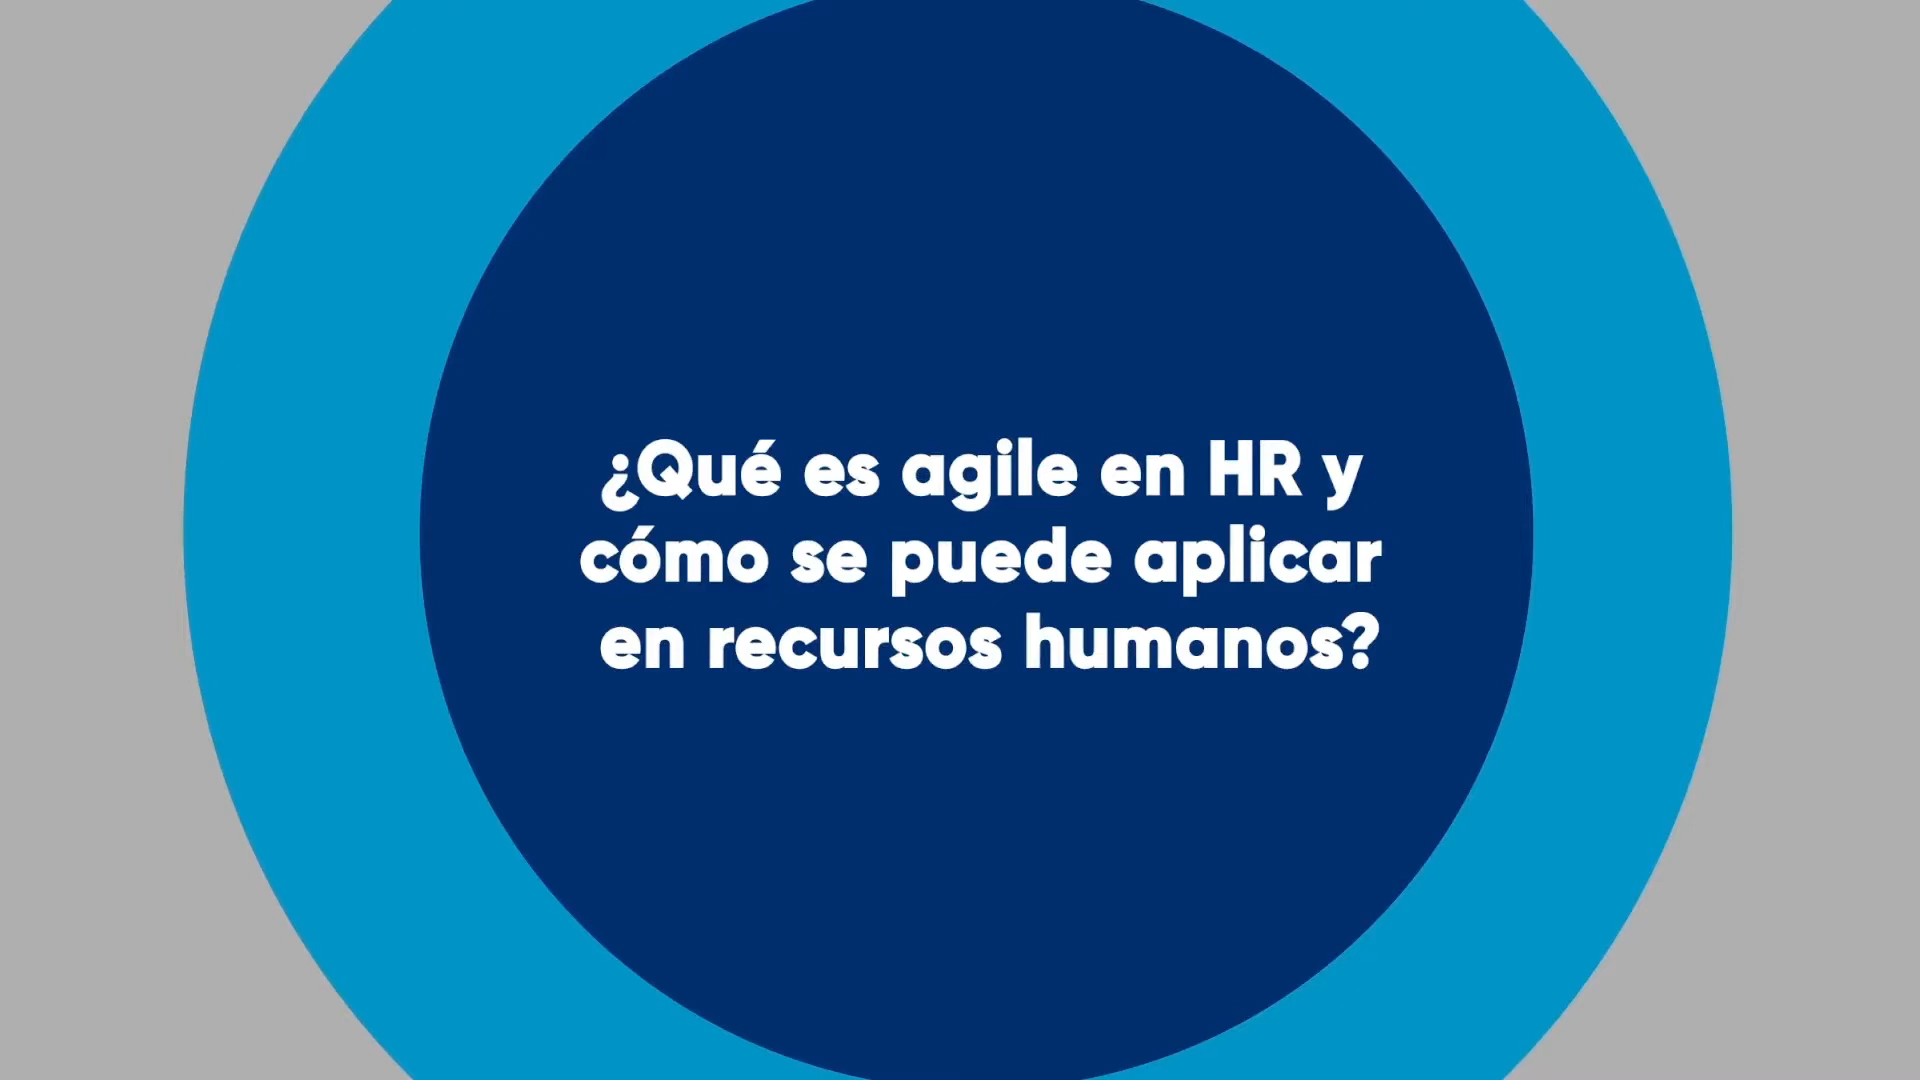 ¿Qué es agile en HR y
cómo se puede aplicar
en recursos humanos?